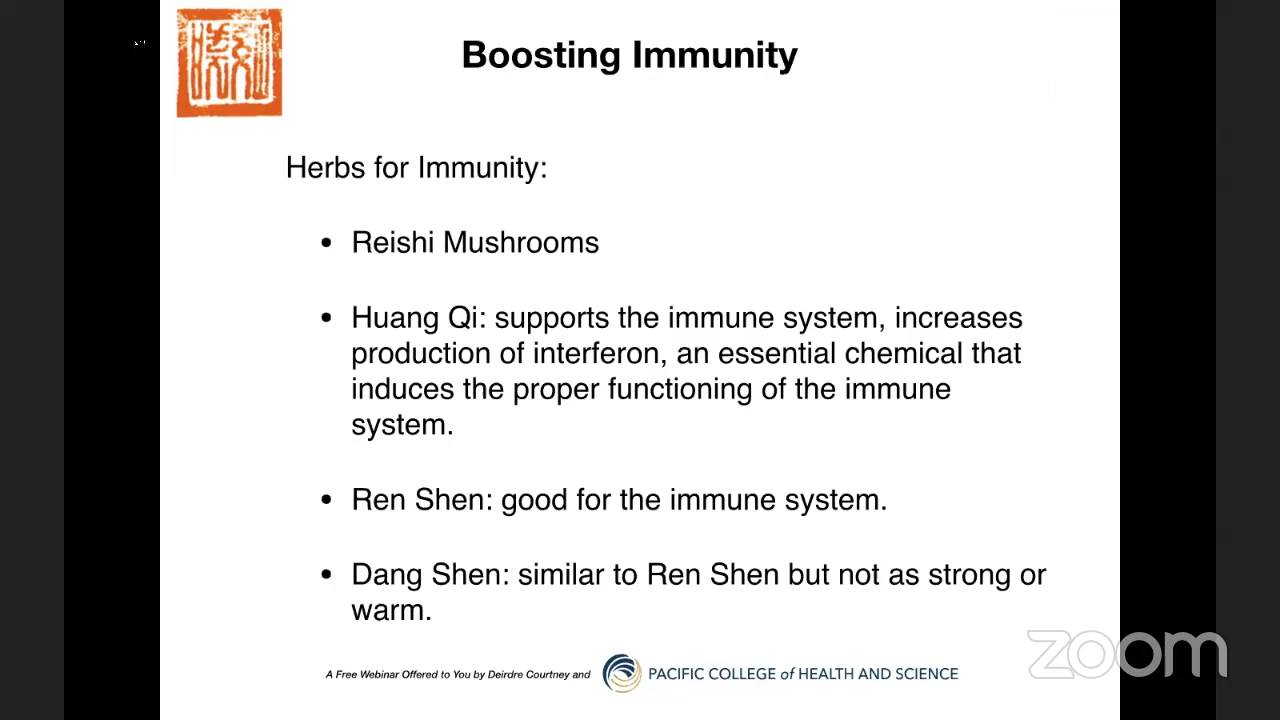 Boosting Immunity
Herbs for Immunity:
• Reishi Mushrooms
• Huang Qi: supports the immune system, increases
production of interferon, an essential chemical that
induces the proper functioning of the immune
system.
• Ren Shen: good for the immune system.
• Dang Shen: similar to Ren Shen but not as strong or
warm.
A Free Webinar Offered to You by Deirdre Courtney and
PACIFIC COLLEGE of HEALTH AND SCIENCE
zoom